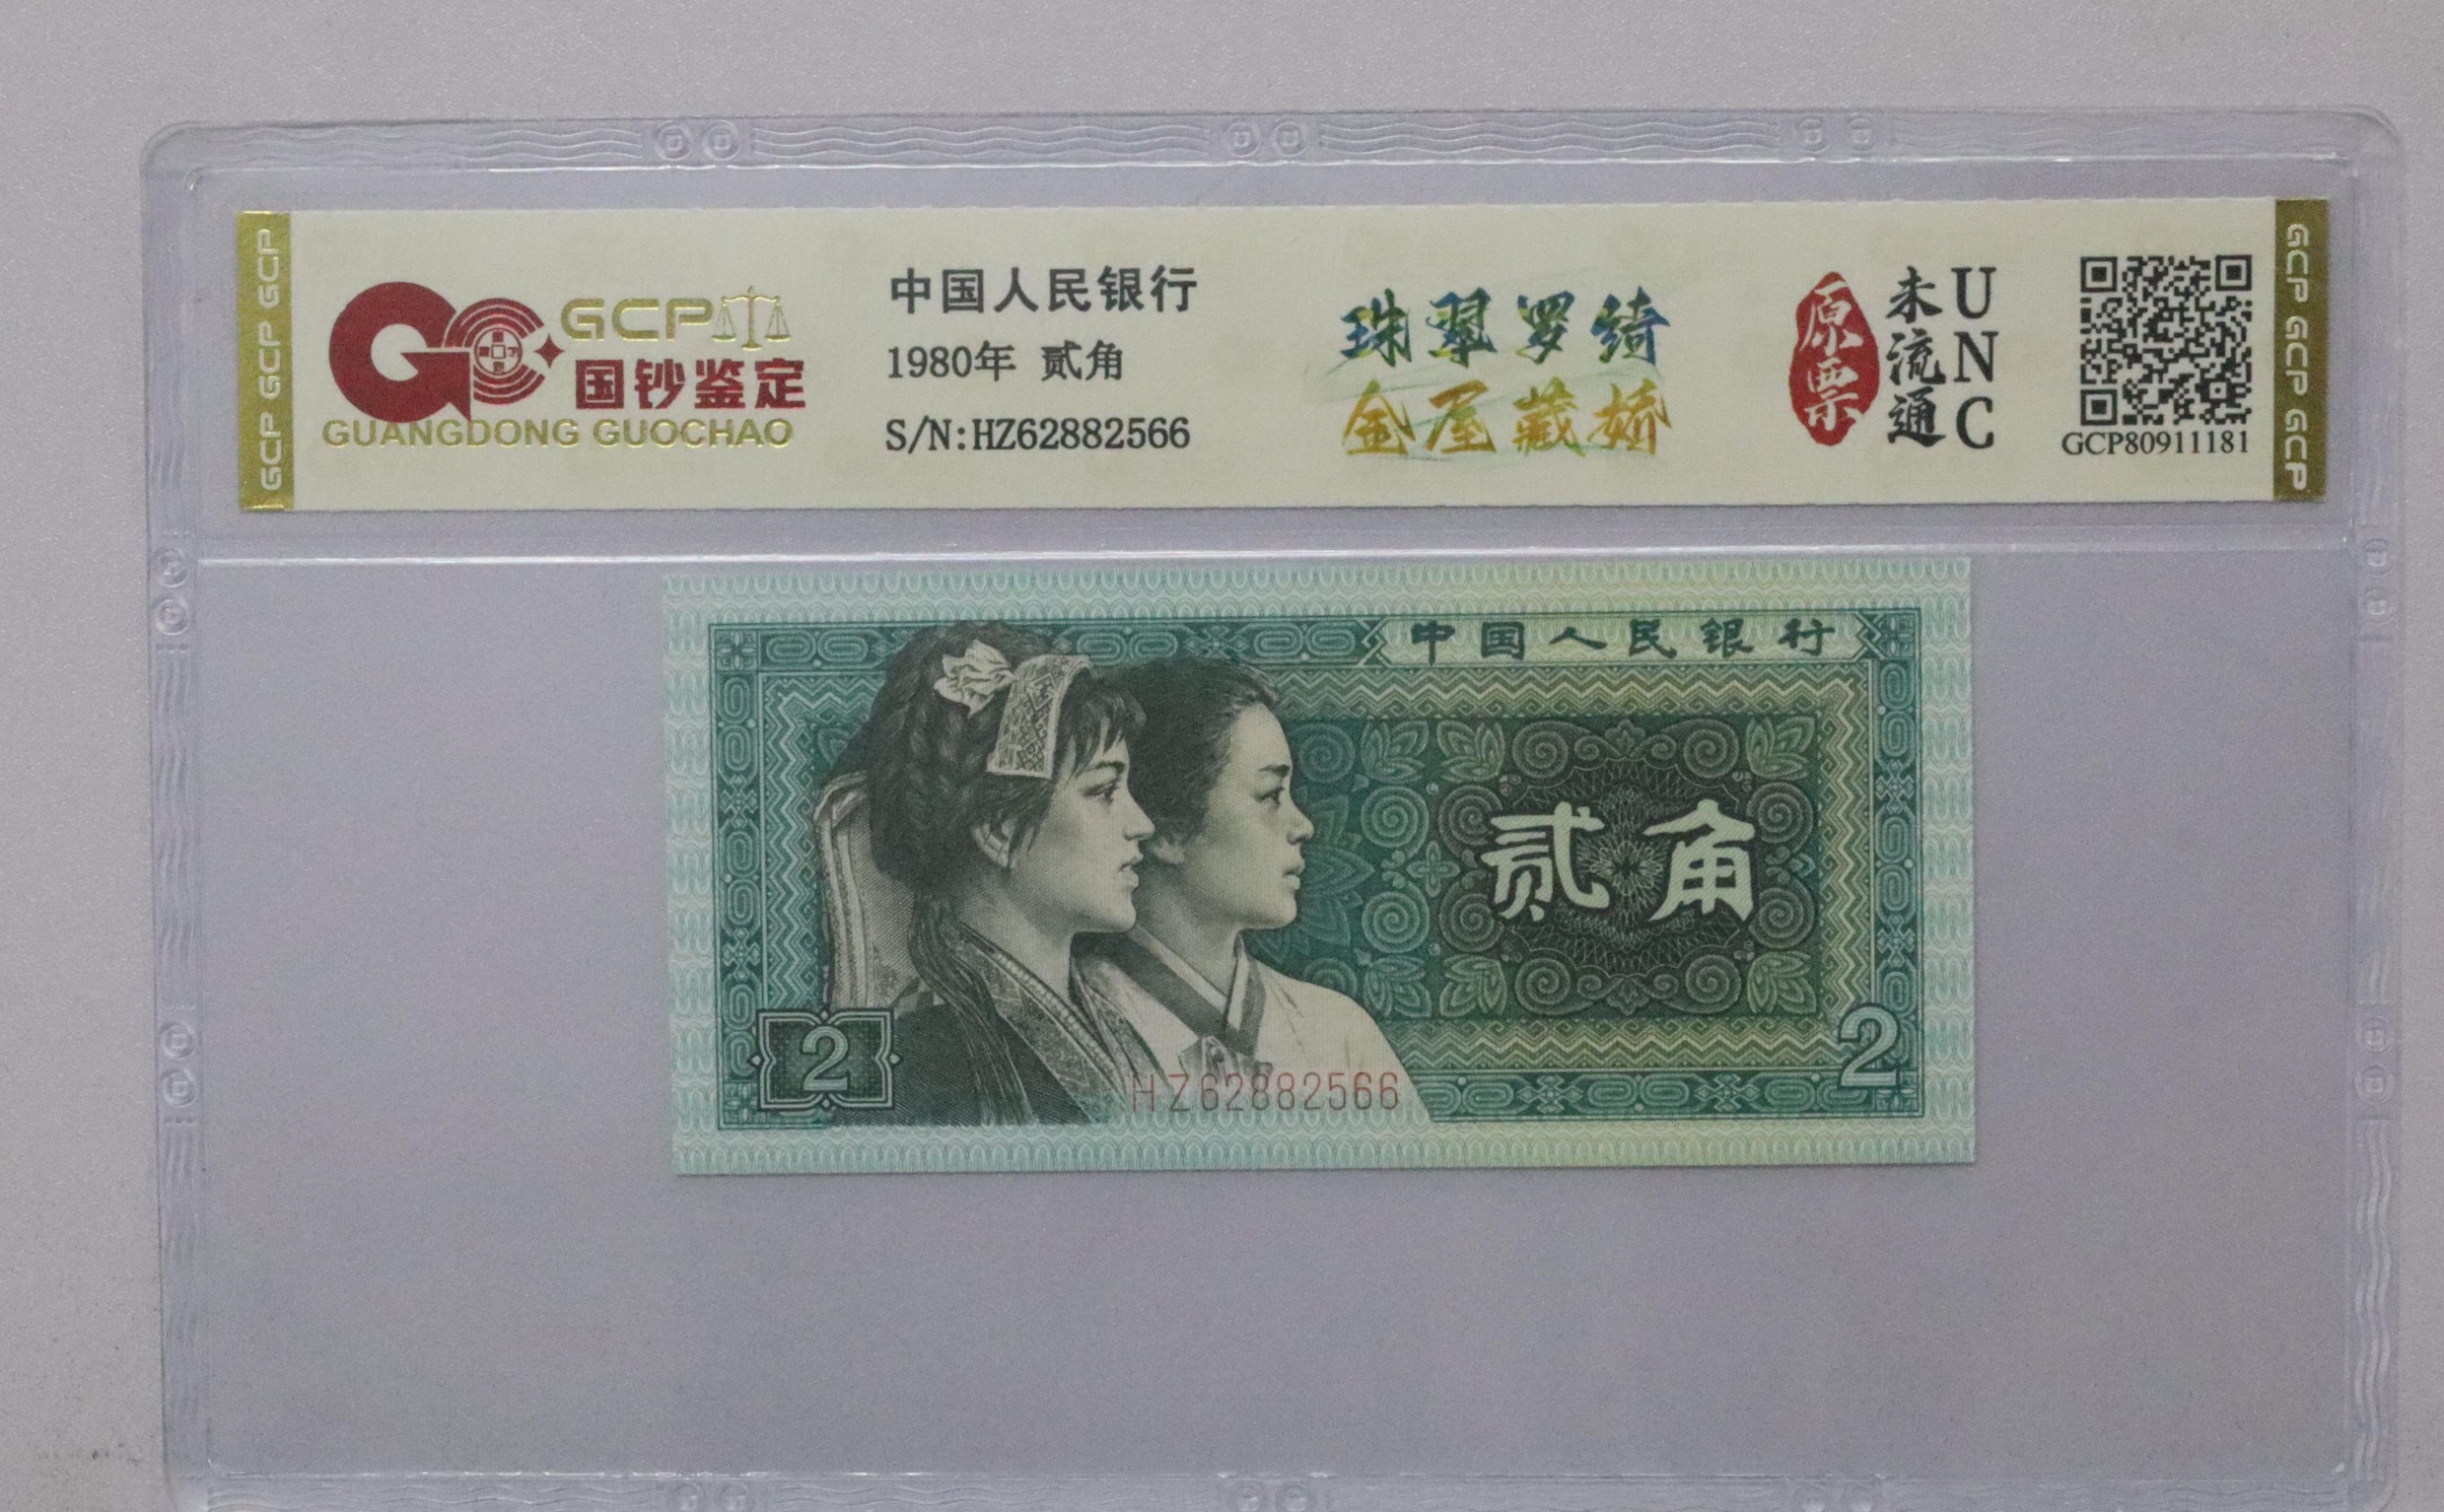 GCP GCP GCP
GCP
国钞鉴定
GUANGDONG GUOCHAO
中国人民银行
1980年 贰角
S/N:HZ62882566
珠翠罗绮
金屋藏娇
原票
未流通
UNC
GCP80911181
GCP GCP GCP
中国人民银行
贰角
2
HZ62882566
2